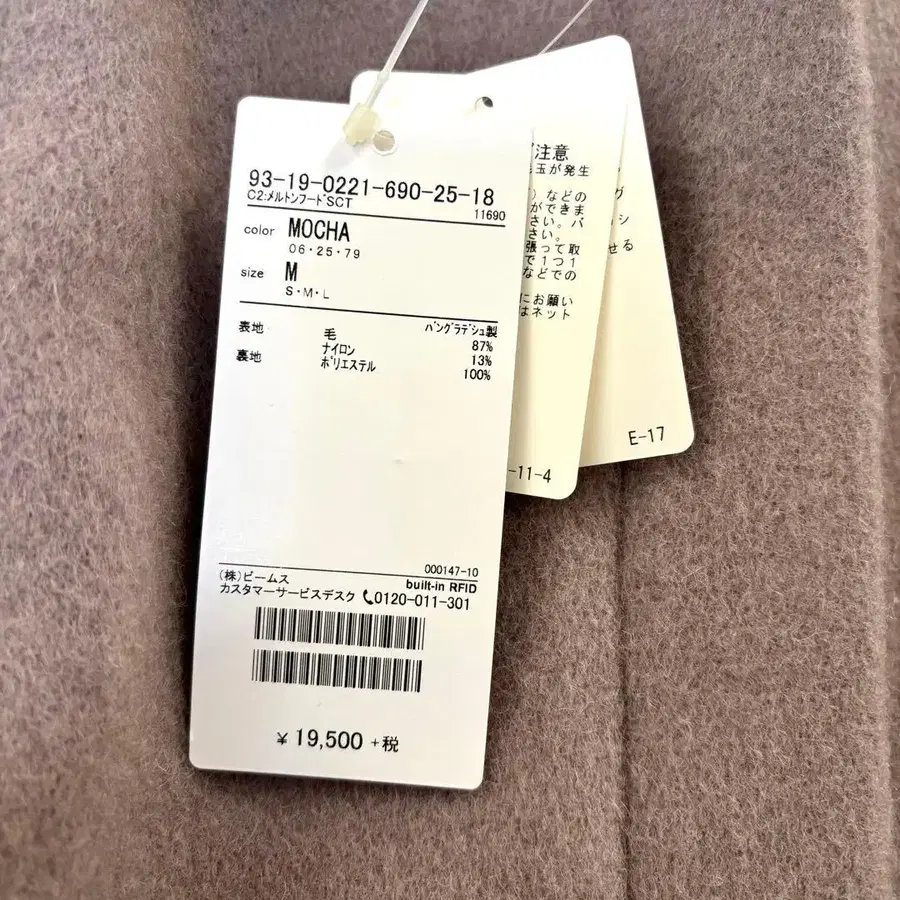 93-19-0221-690-25-18
C2:ﾒﾙﾄﾝﾌｰﾄﾞSCT
11690
color MOCHA
06・25・79
size M
S・M・L
ﾊﾞﾝｸﾞﾗﾃﾞｼｭ製
表地 毛 87%
ﾅｲﾛﾝ 13%
裏地 ﾎﾟﾘｴｽﾃﾙ 100%
000147-10
(株)ビームス built-in RFID
カスタマーサービスデスク 0120-011-301
¥ 19,500 +税
注意
玉が発生
)などの
ができま
さい。バ
さい。
張って取
で1つ1
などでの
にお願い
はネット
-11-4
グ
シ
せる
E-17